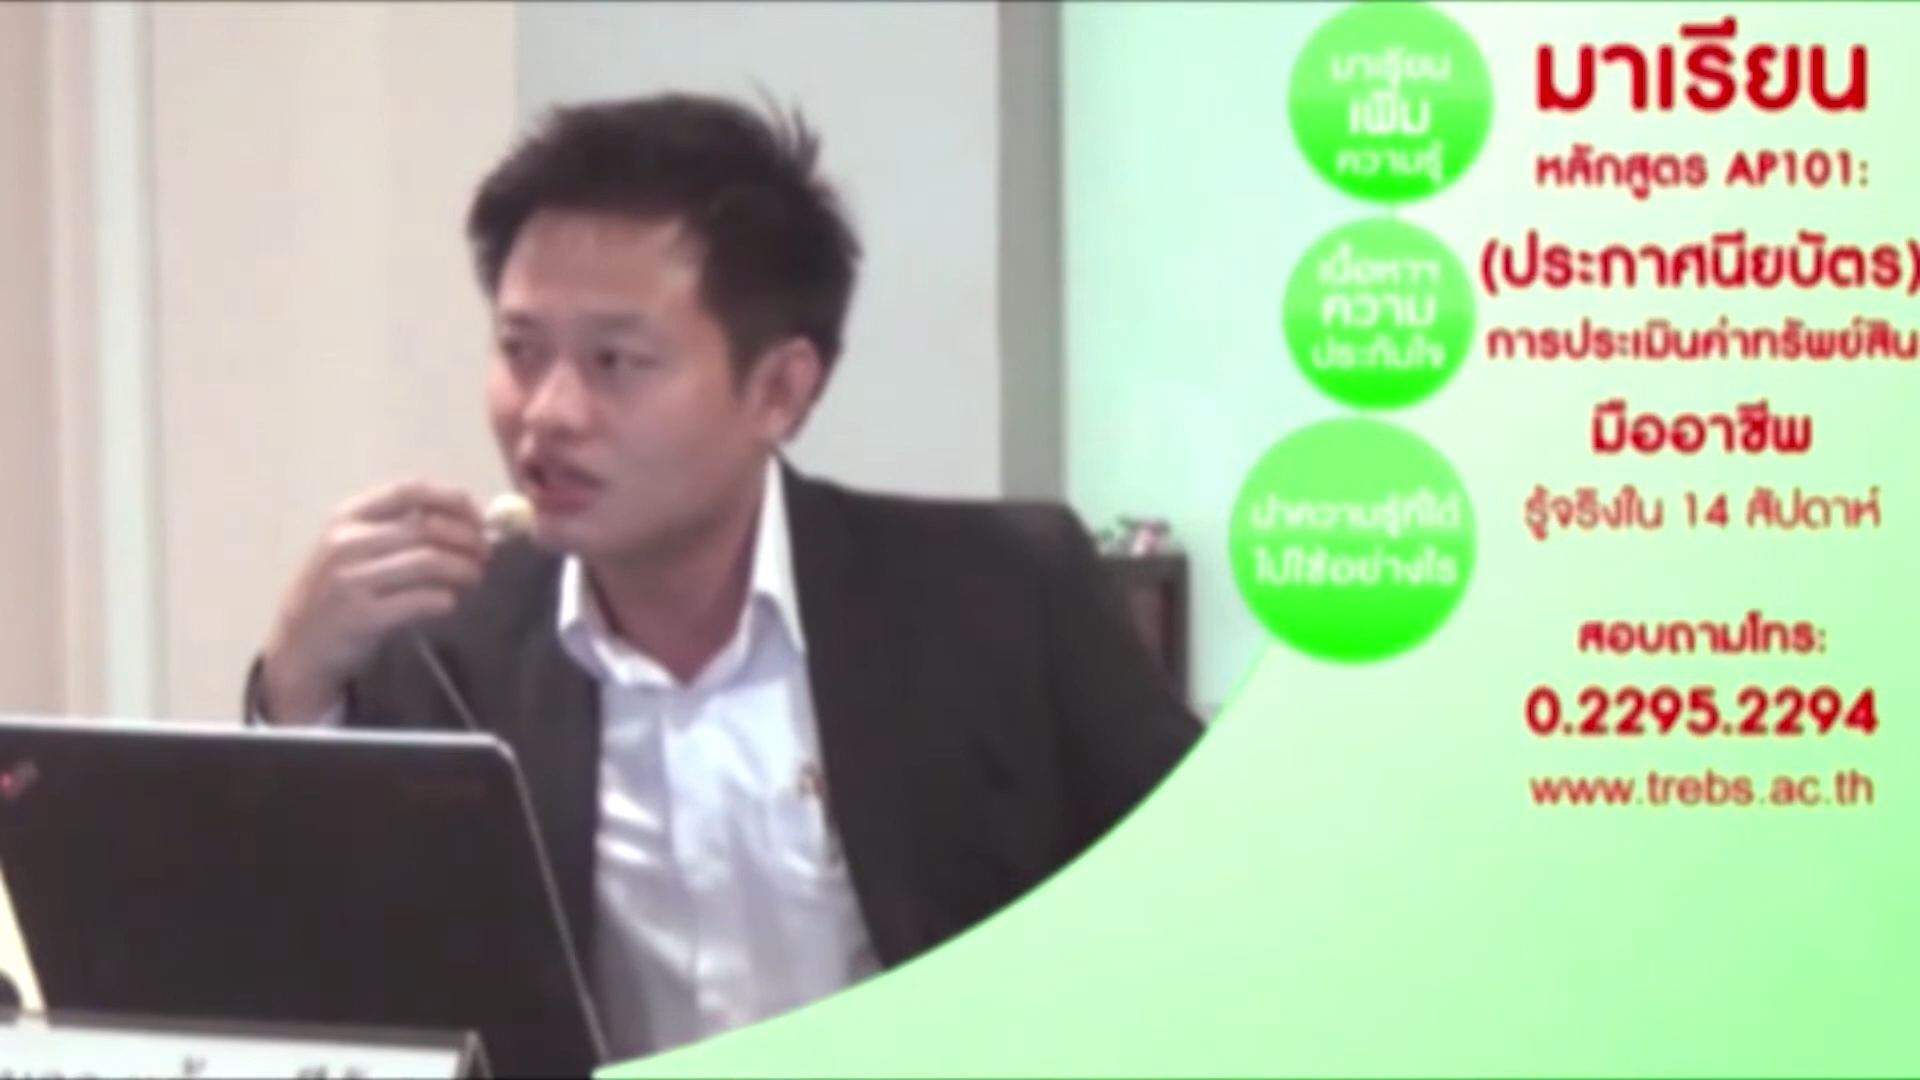 มาเรียน
เพิ่ม
ความรู้
เนื้อหาฯ
ความ
ประทับใจ
นำความรู้ที่ได้
ไปใช้อย่างไร
มาเรียน
หลักสูตร AP101:
(ประกาศนียบัตร)
การประเมินค่าทรัพย์สิน
มืออาชีพ
รู้จริงใน 14 สัปดาห์
สอบถามโทร:
0.2295.2294
www.trebs.ac.th